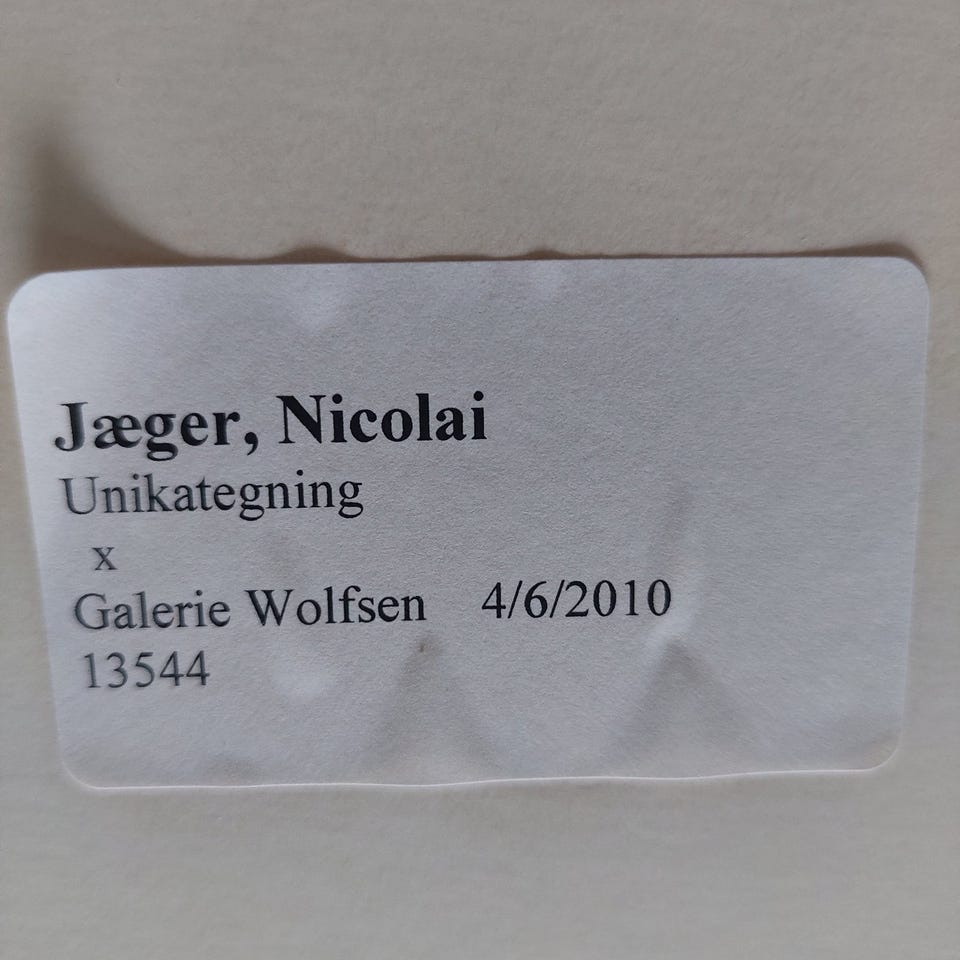 Jæger, Nicolai
Unikategning
x
Galerie Wolfsen 4/6/2010
13544